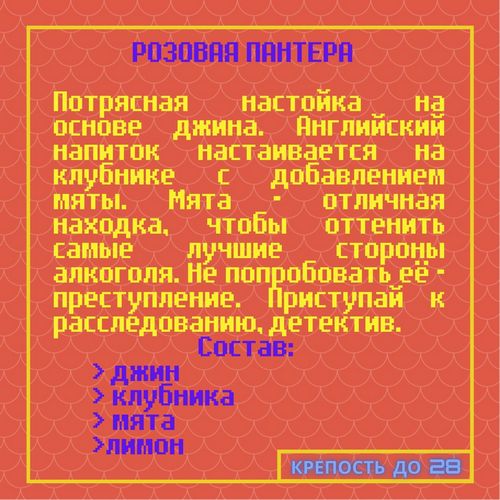 РОЗОВАЯ ПАНТЕРА
Потрясная настойка на
основе джина. Английский
напиток настаивается на
клубнике с добавлением
мяты. Мята - отличная
находка, чтобы оттенить
самые лучшие стороны
алкоголя. Не попробовать её -
преступление. Приступай к
расследованию, детектив.
Состав:
> джин
> клубника
> мята
>лимон
КРЕПОСТЬ ДО 28